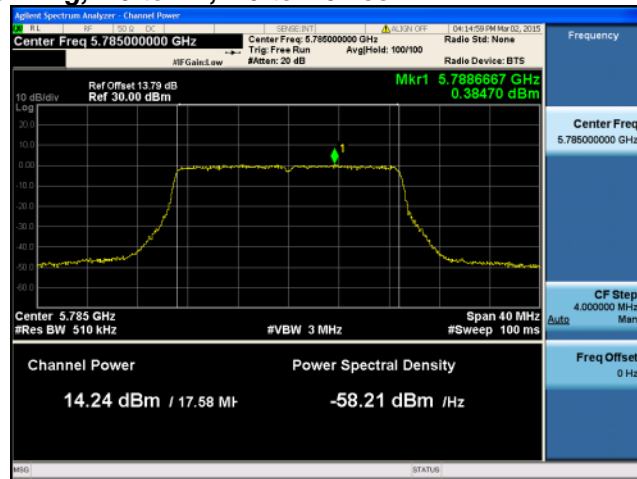 Agilent Spectrum Analyzer - Channel Power
RL RF 50 Ω DC SENSE:INT ALIGN OFF 04:14:59 PM Mar 02, 2015
Center Freq 5.785000000 GHz
Center Freq: 5.785000000 GHz
Radio Std: None
Trig: Free Run Avg|Hold: 100/100
#IFGain:Low #Atten: 20 dB Radio Device: BTS
Frequency
Ref Offset 13.79 dB
Mkr1 5.7886667 GHz
10 dB/div Ref 30.00 dBm 0.38470 dBm
Log
20.0
10.0
0.00
-10.0
-20.0
-30.0
-40.0
-50.0
-60.0
1
Center Freq
5.785000000 GHz
Center 5.785 GHz Span 40 MHz
#Res BW 510 kHz #VBW 3 MHz #Sweep 100 ms
CF Step
4.000000 MHz
Auto Man
Channel Power Power Spectral Density
14.24 dBm / 17.58 MH -58.21 dBm /Hz
Freq Offset
0 Hz
MSG STATUS